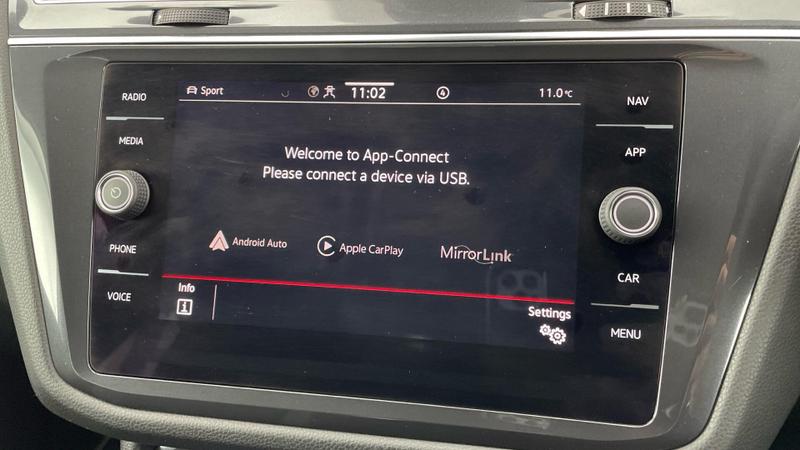 RADIO
MEDIA
PHONE
VOICE
Sport
11:02
4
11.0°C
Welcome to App-Connect
Please connect a device via USB.
Android Auto
Apple CarPlay
MirrorLink
Info
i
Settings
NAV
APP
CAR
MENU